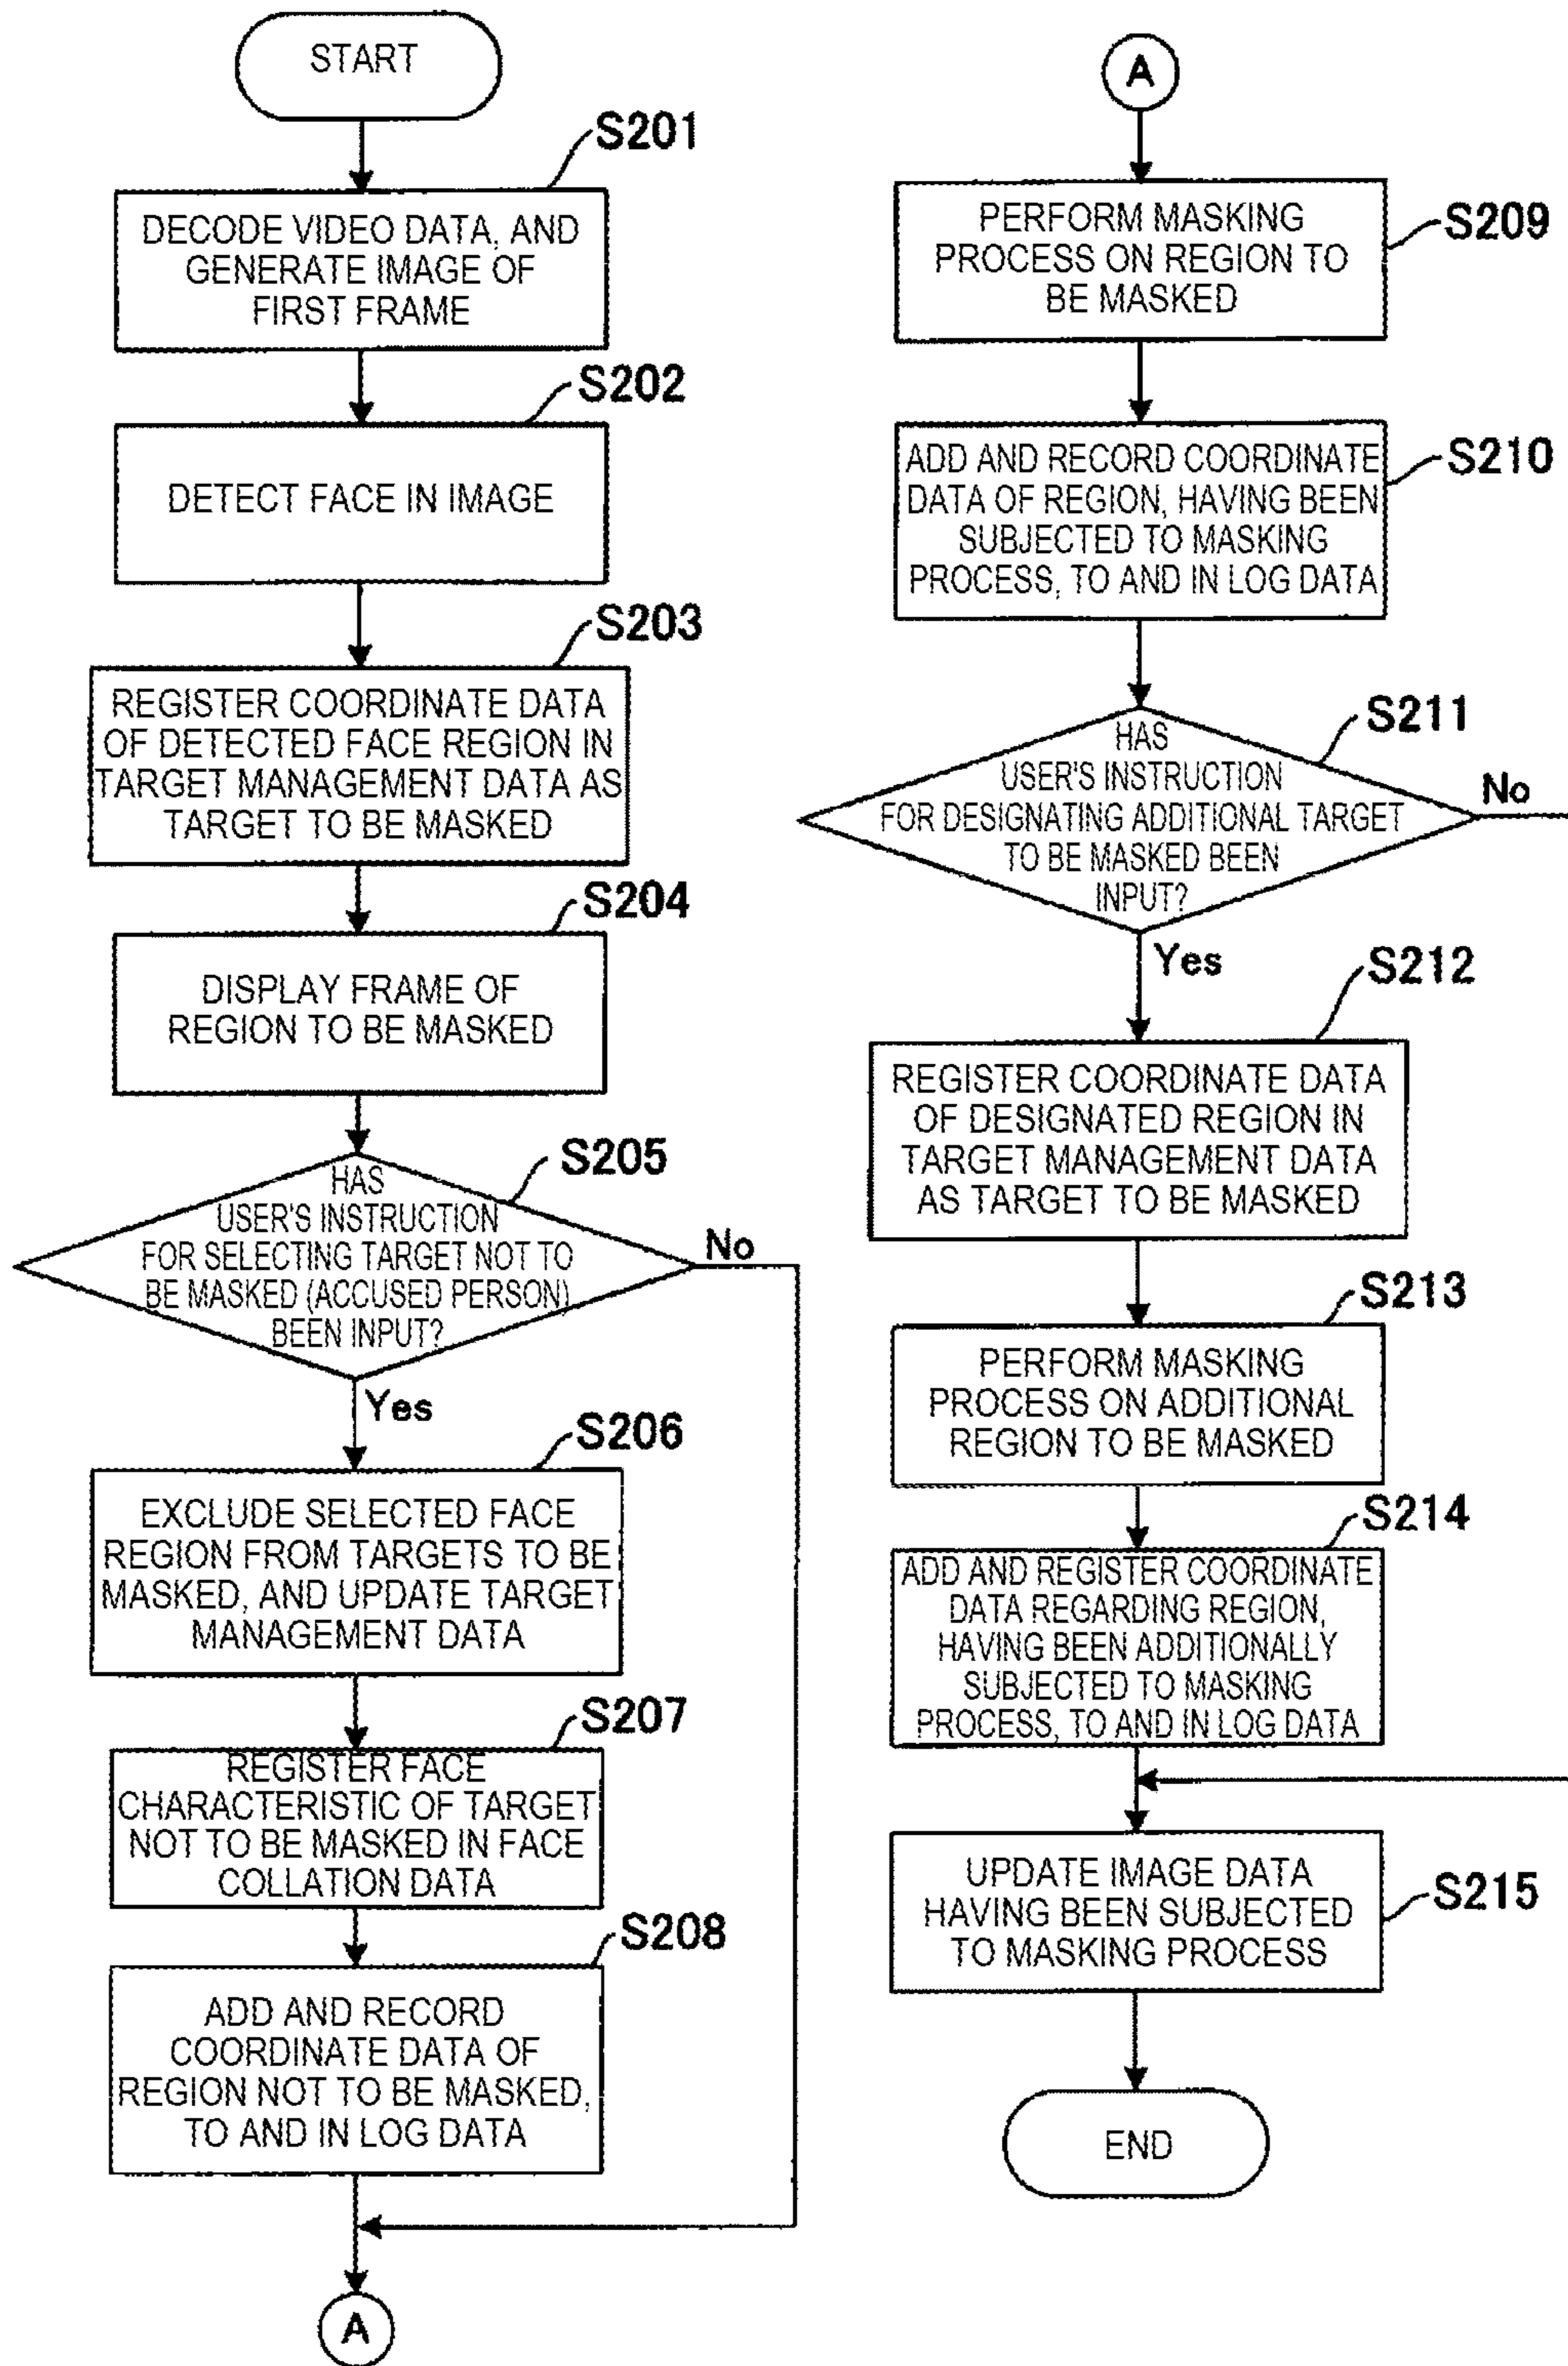 START
S201
DECODE VIDEO DATA, AND
GENERATE IMAGE OF
FIRST FRAME
S202
DETECT FACE IN IMAGE
S203
REGISTER COORDINATE DATA
OF DETECTED FACE REGION IN
TARGET MANAGEMENT DATA AS
TARGET TO BE MASKED
S204
DISPLAY FRAME OF
REGION TO BE MASKED
S205
HAS
USER'S INSTRUCTION
FOR SELECTING TARGET NOT TO
BE MASKED (ACCUSED PERSON)
BEEN INPUT?
No
Yes
S206
EXCLUDE SELECTED FACE
REGION FROM TARGETS TO BE
MASKED, AND UPDATE TARGET
MANAGEMENT DATA
S207
REGISTER FACE
CHARACTERISTIC OF TARGET
NOT TO BE MASKED IN FACE
COLLATION DATA
S208
ADD AND RECORD
COORDINATE DATA OF
REGION NOT TO BE MASKED,
TO AND IN LOG DATA
A
A
S209
PERFORM MASKING
PROCESS ON REGION TO
BE MASKED
S210
ADD AND RECORD COORDINATE
DATA OF REGION, HAVING BEEN
SUBJECTED TO MASKING
PROCESS, TO AND IN LOG DATA
S211
HAS
USER'S INSTRUCTION
FOR DESIGNATING ADDITIONAL TARGET
TO BE MASKED BEEN
INPUT?
No
Yes
S212
REGISTER COORDINATE DATA
OF DESIGNATED REGION IN
TARGET MANAGEMENT DATA
AS TARGET TO BE MASKED
S213
PERFORM MASKING
PROCESS ON ADDITIONAL
REGION TO BE MASKED
S214
ADD AND REGISTER COORDINATE
DATA REGARDING REGION,
HAVING BEEN ADDITIONALLY
SUBJECTED TO MASKING
PROCESS, TO AND IN LOG DATA
S215
UPDATE IMAGE DATA
HAVING BEEN SUBJECTED
TO MASKING PROCESS
END